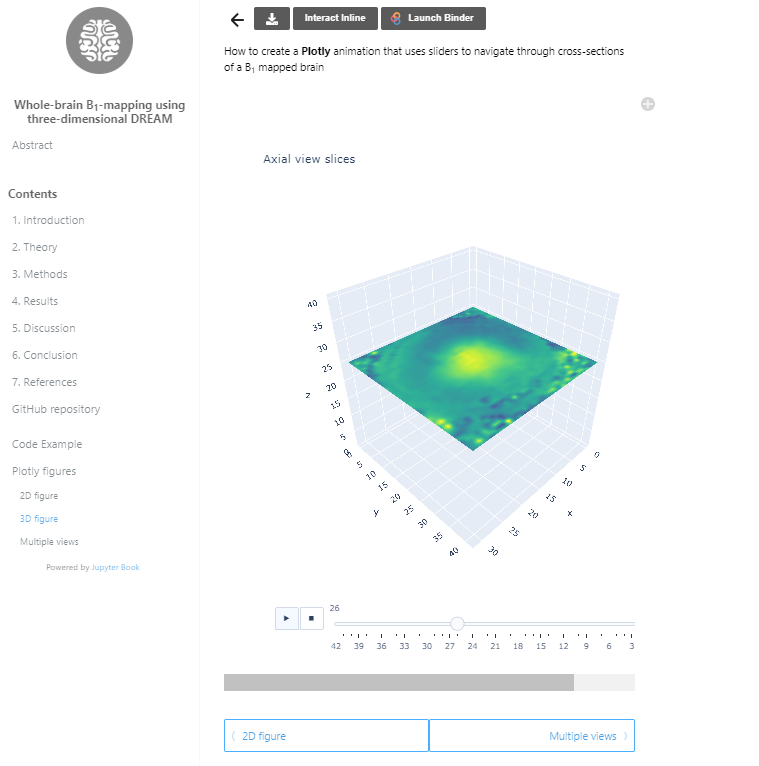 Whole-brain B₁-mapping using
three-dimensional DREAM
Abstract
Contents
1. Introduction
2. Theory
3. Methods
4. Results
5. Discussion
6. Conclusion
7. References
GitHub repository
Code Example
Plotly figures
2D figure
3D figure
Multiple views
Powered by Jupyter Book
Interact Inline
Launch Binder
How to create a Plotly animation that uses sliders to navigate through cross-sections
of a B₁ mapped brain
Axial view slices
40
35
30
25
20
15
10
5
0
z
0
5
10
15
20
25
30
35
40
y
0
5
10
15
20
25
30
x
26
42 39 36 33 30 27 24 21 18 15 12 9 6 3
2D figure
Multiple views